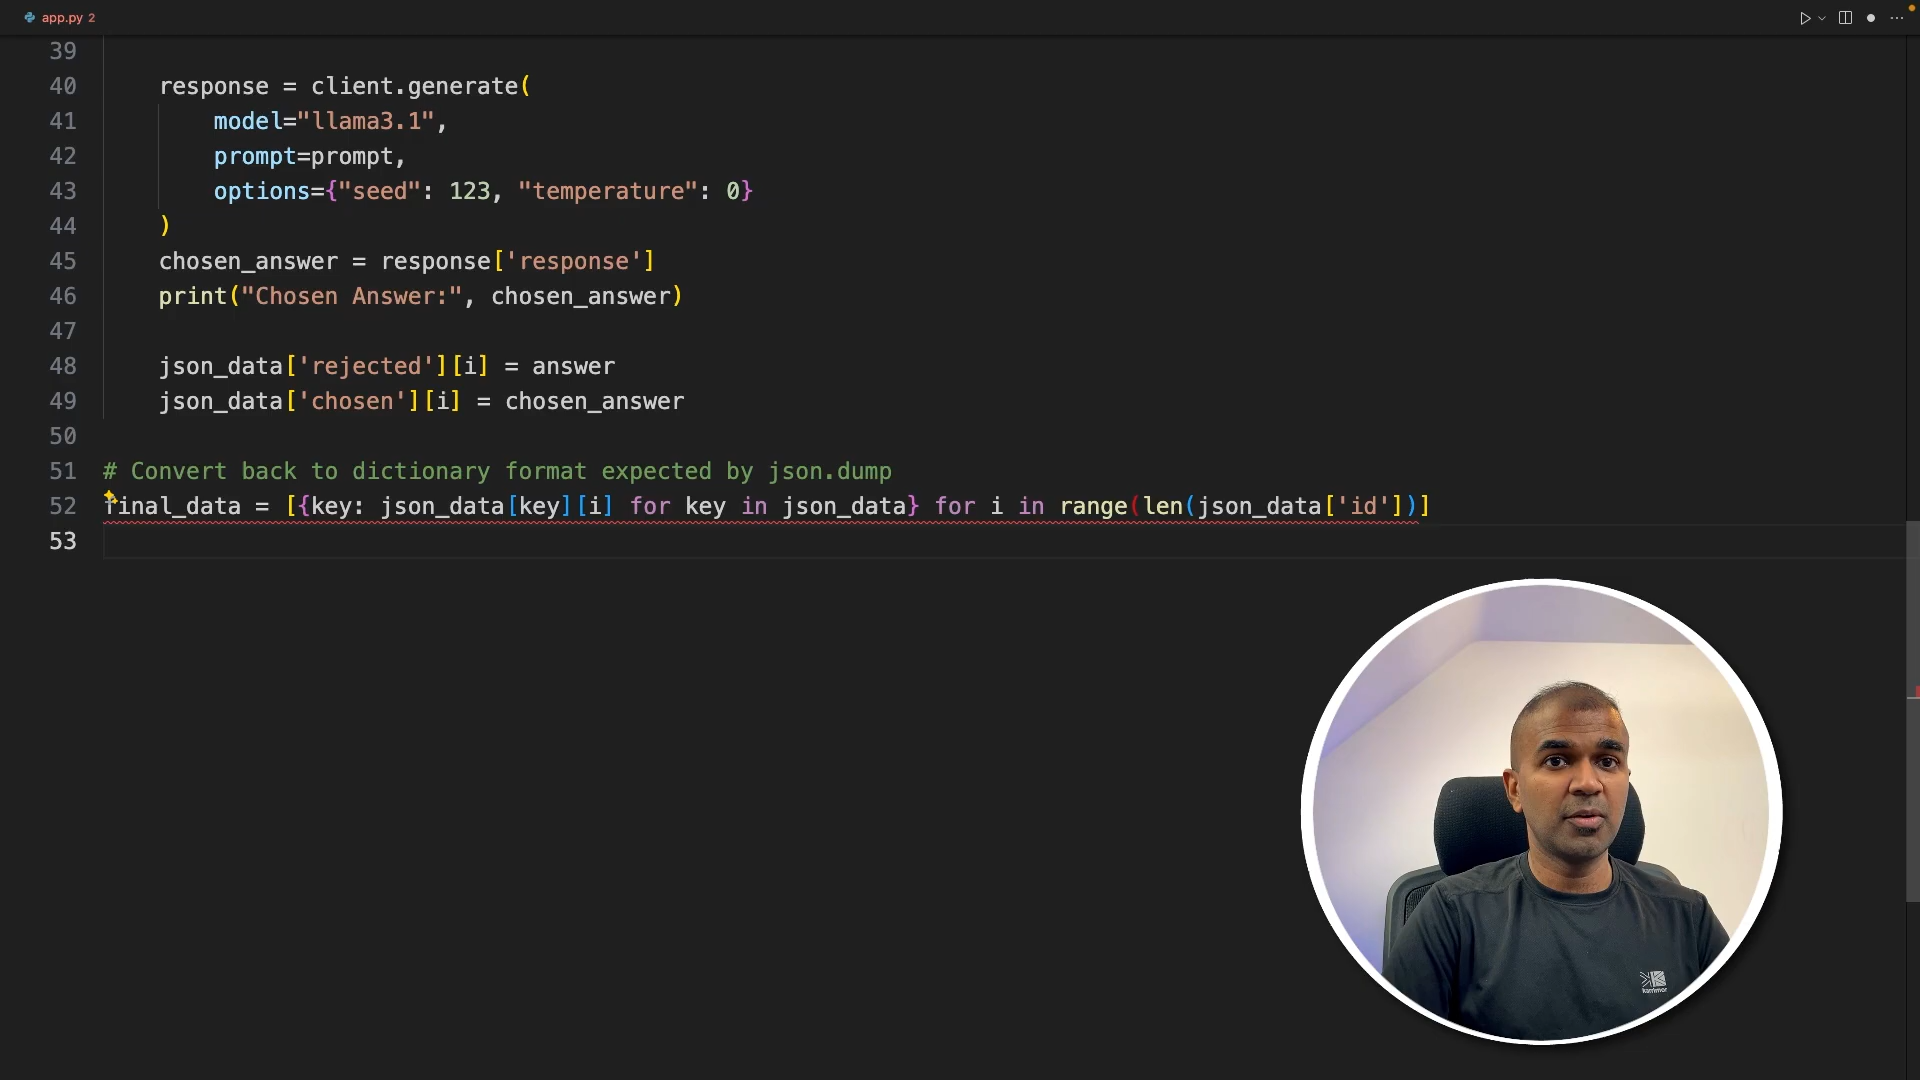 app.py 2
39
40 response = client.generate(
41 model="llama3.1",
42 prompt=prompt,
43 options={"seed": 123, "temperature": 0}
44 )
45 chosen_answer = response['response']
46 print("Chosen Answer:", chosen_answer)
47
48 json_data['rejected'][i] = answer
49 json_data['chosen'][i] = chosen_answer
50
51 # Convert back to dictionary format expected by json.dump
52 final_data = [{key: json_data[key][i] for key in json_data} for i in range(len(json_data['id'])]
53
karrimor